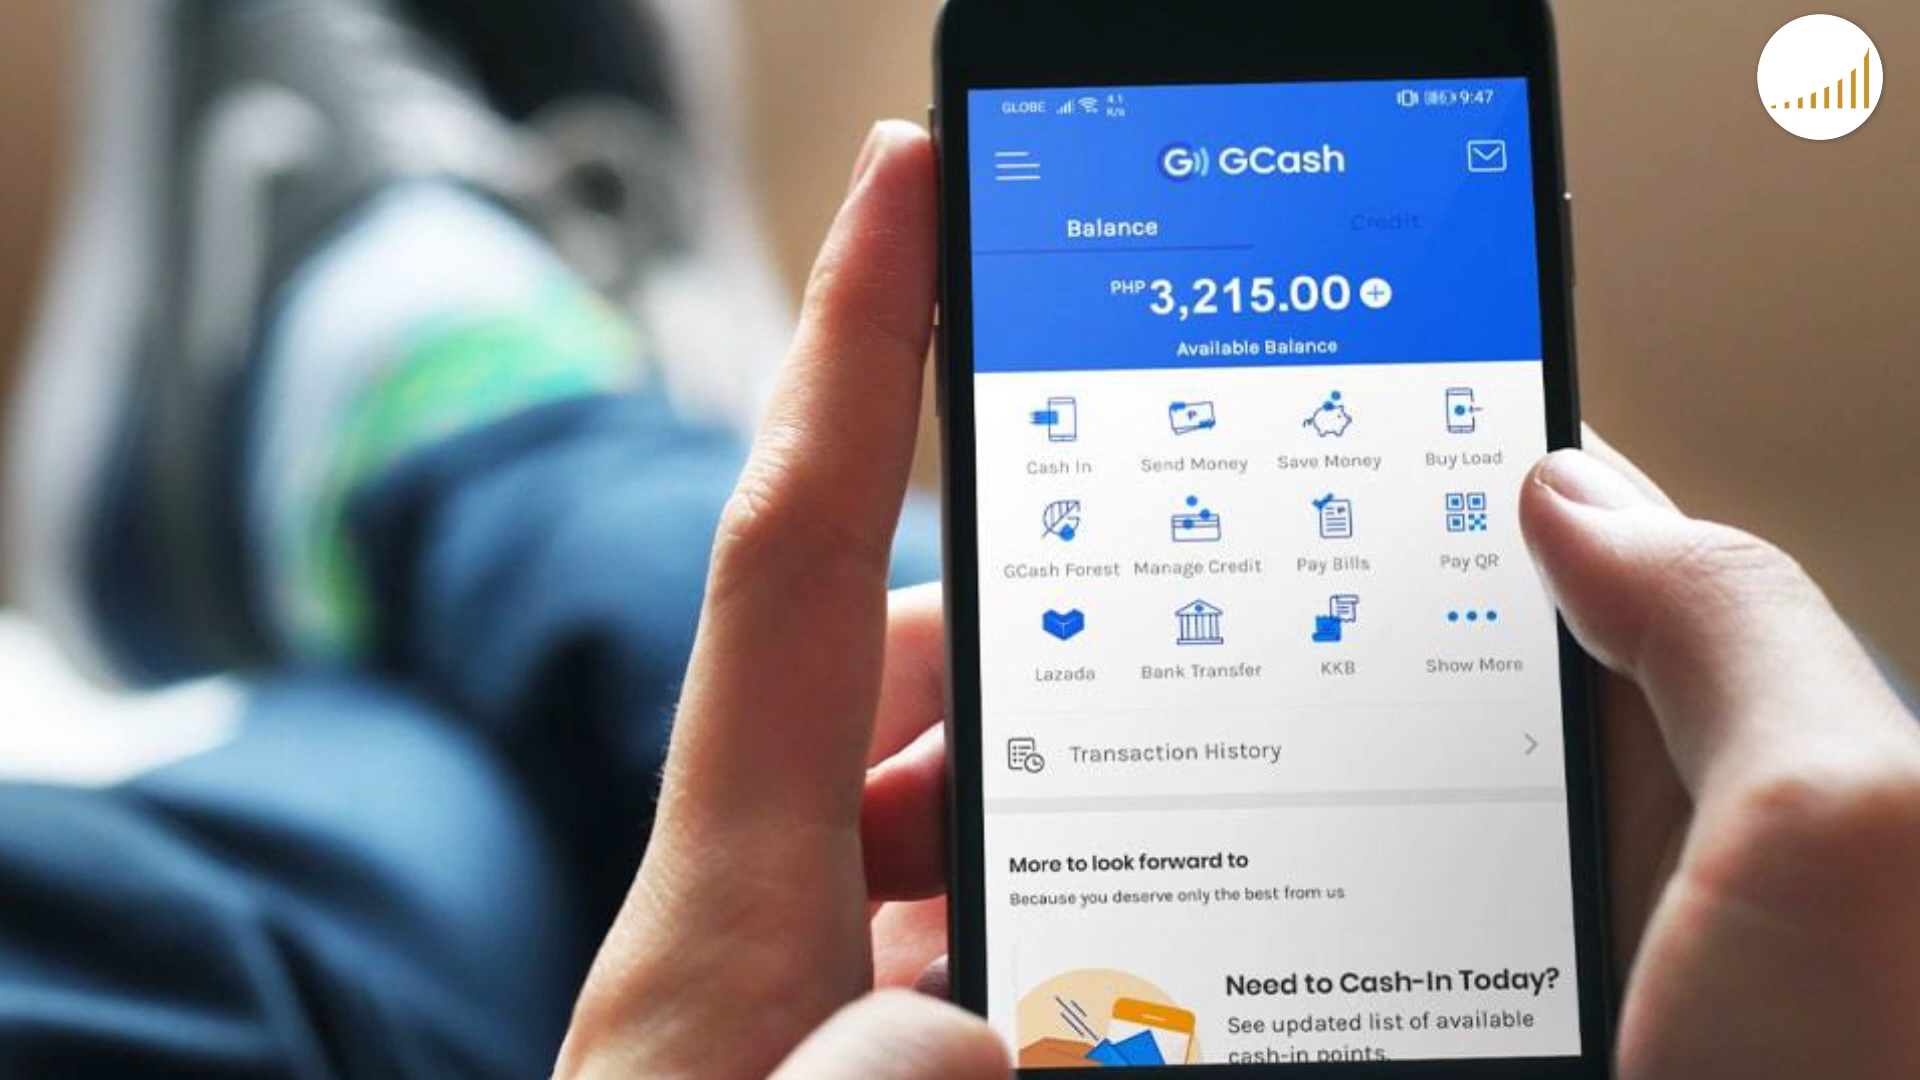 GLOBE 4.1 K/s 9:47
G GCash
Balance Credit
PHP 3,215.00
Available Balance
Cash In Send Money Save Money Buy Load
GCash Forest Manage Credit Pay Bills Pay QR
Lazada Bank Transfer KKB Show More
Transaction History
More to look forward to
Because you deserve only the best from us
Need to Cash-In Today?
See updated list of available
cash-in points.